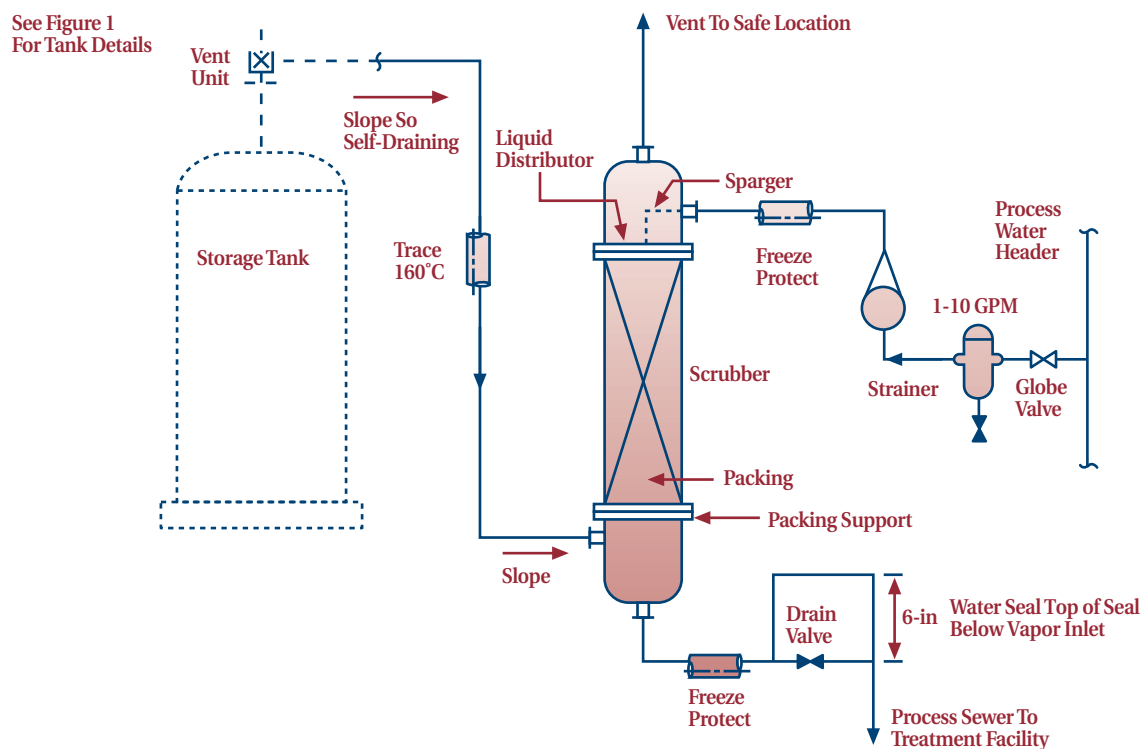 See Figure 1
For Tank Details
Vent
Unit
Vent To Safe Location
Slope So
Self-Draining
Liquid
Distributor
Sparger
Process
Water
Header
Storage Tank
Trace
160°C
Freeze
Protect
1-10 GPM
Scrubber
Strainer
Globe
Valve
Packing
Packing Support
Slope
Drain
Valve
6-in
Water Seal Top of Seal
Below Vapor Inlet
Freeze
Protect
Process Sewer To
Treatment Facility